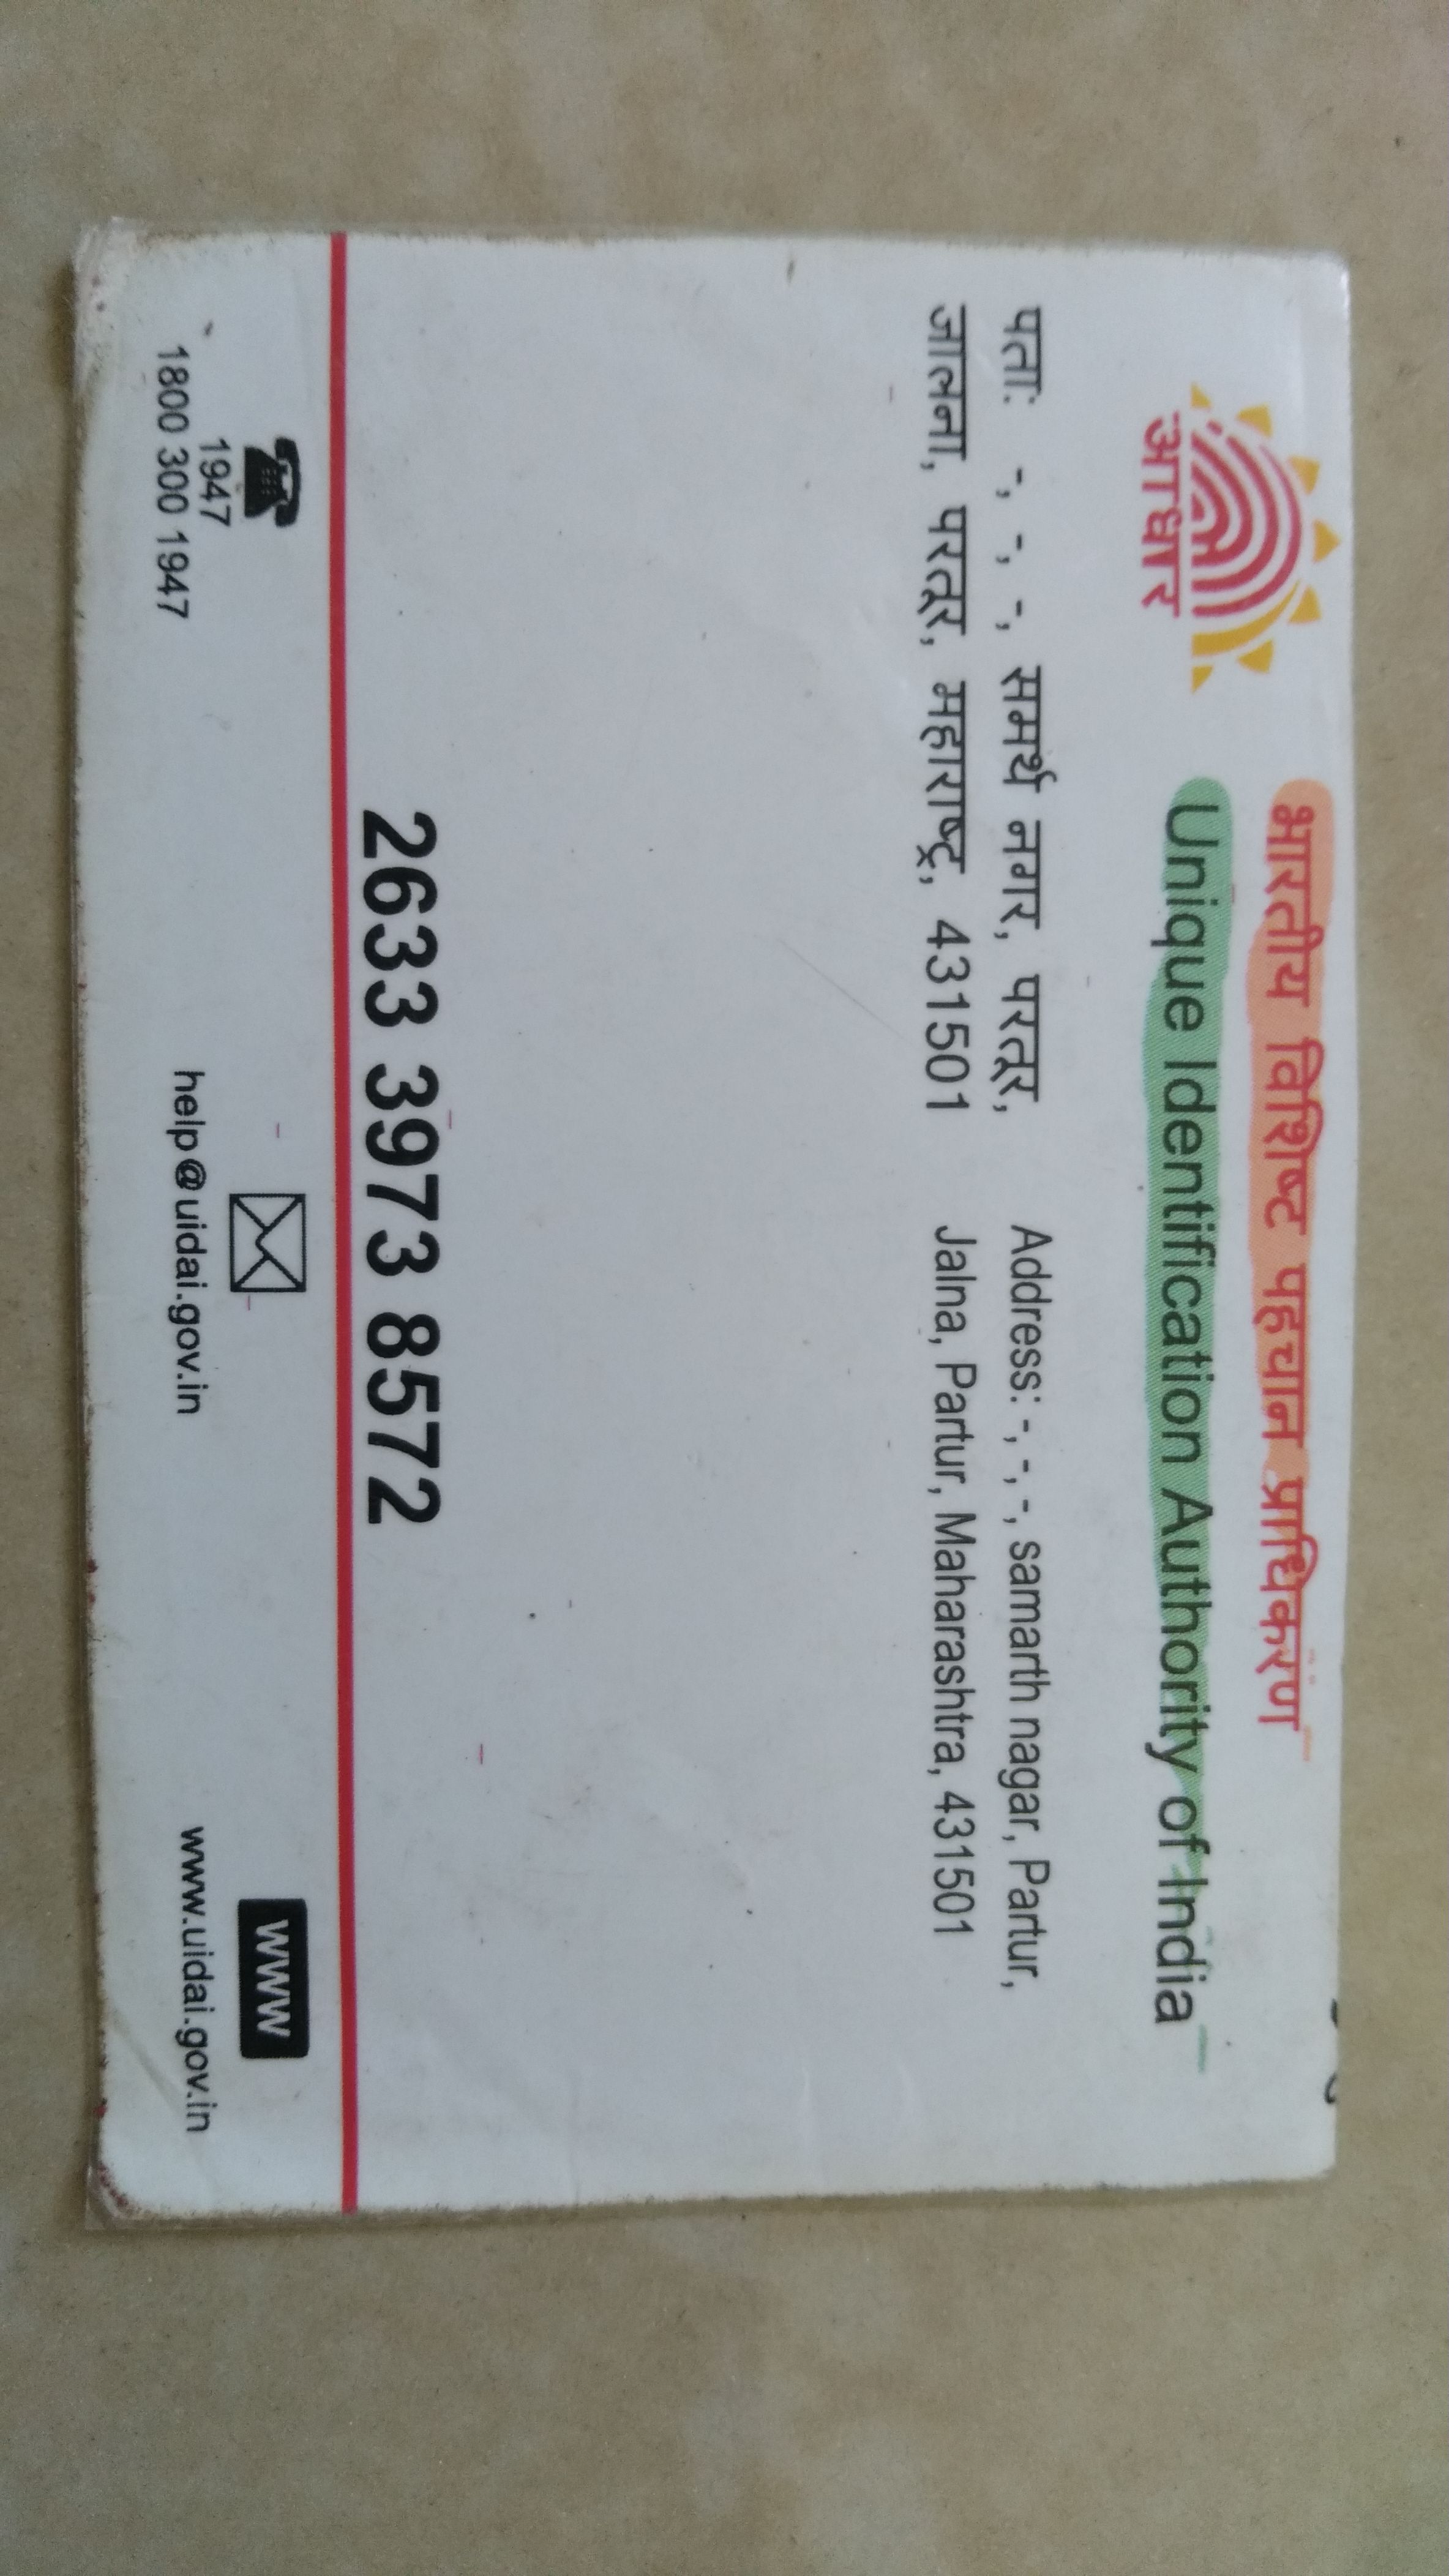 भारतीय विशिष्ट पहचान प्राधिकरण
Unique Identification Authority of India
आधार
पता: -, -, -, समर्थ नगर, परतूर,
जालना, परतूर, महाराष्ट्र, 431501
Address: -, -, -, samarth nagar, Partur,
Jalna, Partur, Maharashtra, 431501
2633 3973 8572
1947
1800 300 1947
help@uidai.gov.in
WWW
www.uidai.gov.in